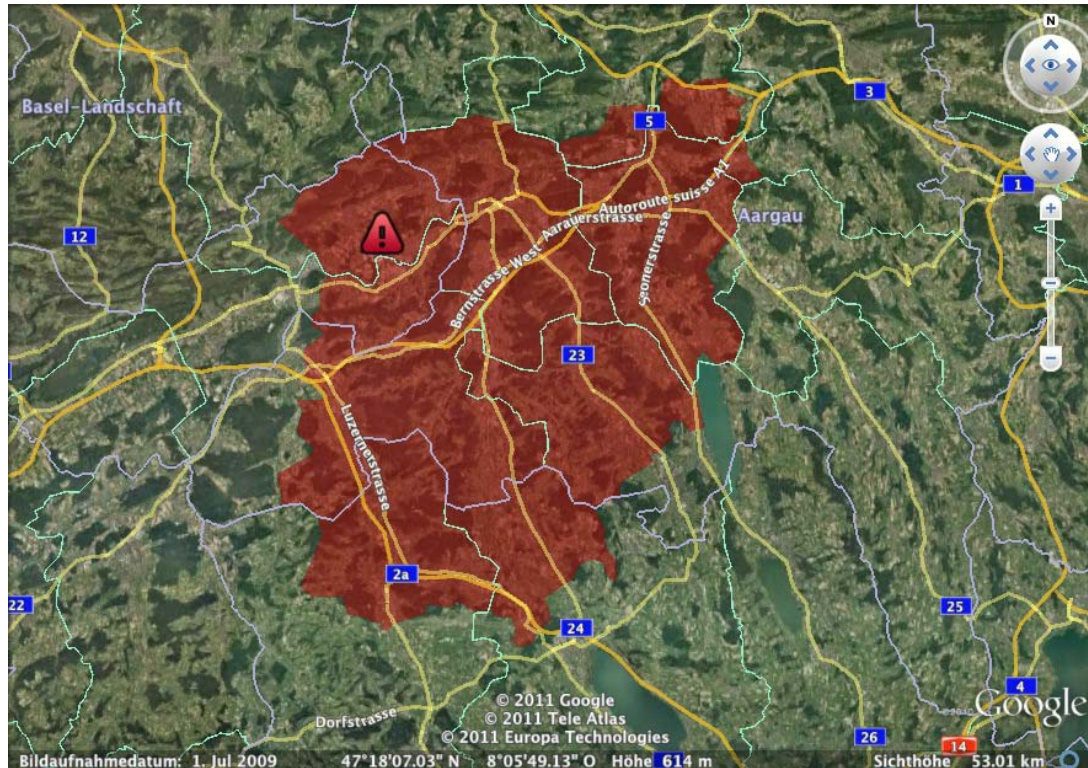 N
3
5
Basel-Landschaft
1
Autoroute suisse A1
Aargau
12
Bernstrasse-West-Aarauerstrasse
Saonerstrasse
23
Luzernerstrasse
2a
22
25
24
4
© 2011 Google
© 2011 Tele Atlas
© 2011 Europa Technologies
Dorfstrasse
Google
26
14
Bildaufnahmedatum: 1. Jul 2009 47°18'07.03" N 8°05'49.13" O Höhe 614 m Sichthöhe 53.01 km